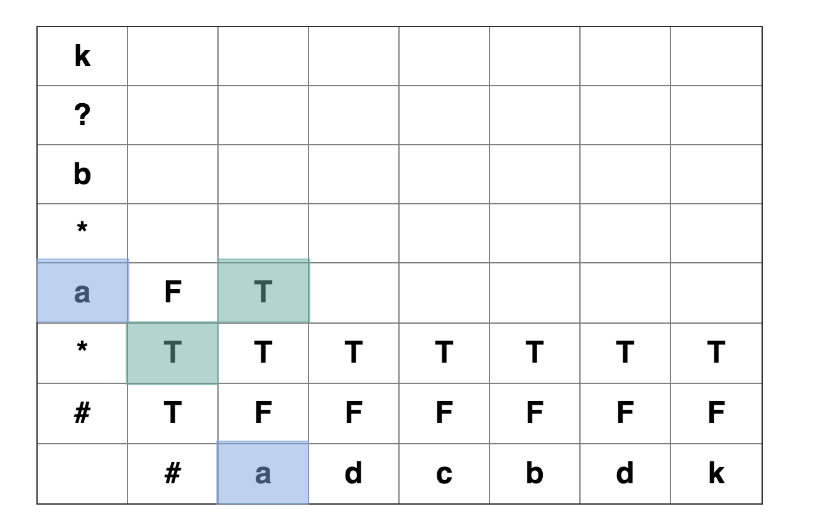 k
?
b
*
a F T
* T T T T T T T
# T F F F F F F
# a d c b d k